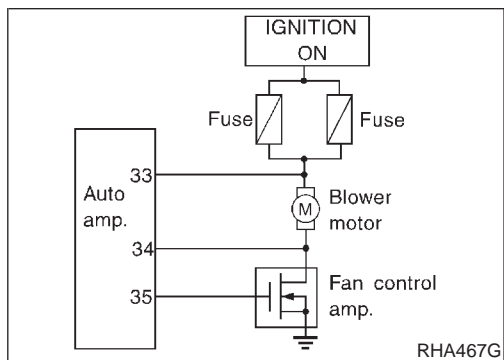 IGNITION
ON
Fuse
Fuse
33
Auto
amp.
M
Blower
motor
34
35
Fan control
amp.
RHA467G